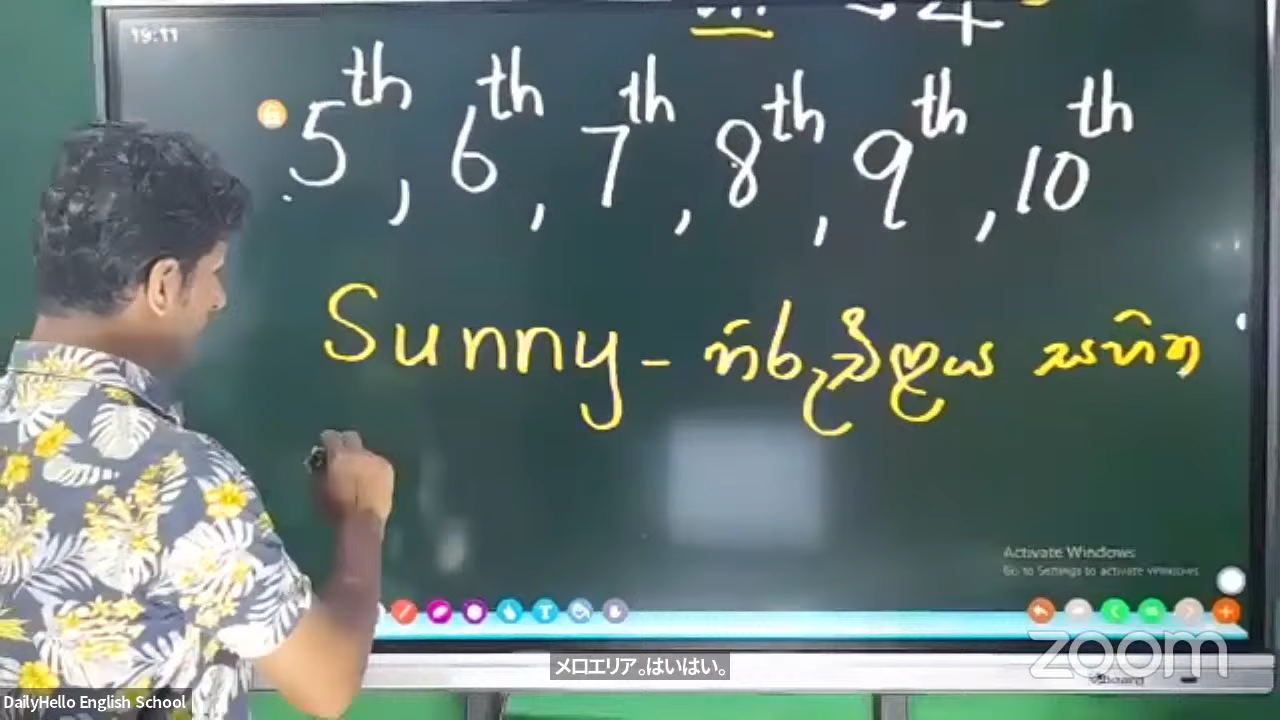 19:11
5th, 6th, 7th, 8th, 9th, 10th
Sunny - හිරුඑළිය සහිත
Activate Windows
Go to Settings to activate Windows.
zoom
メロエリア。はいはい。
DailyHello English School